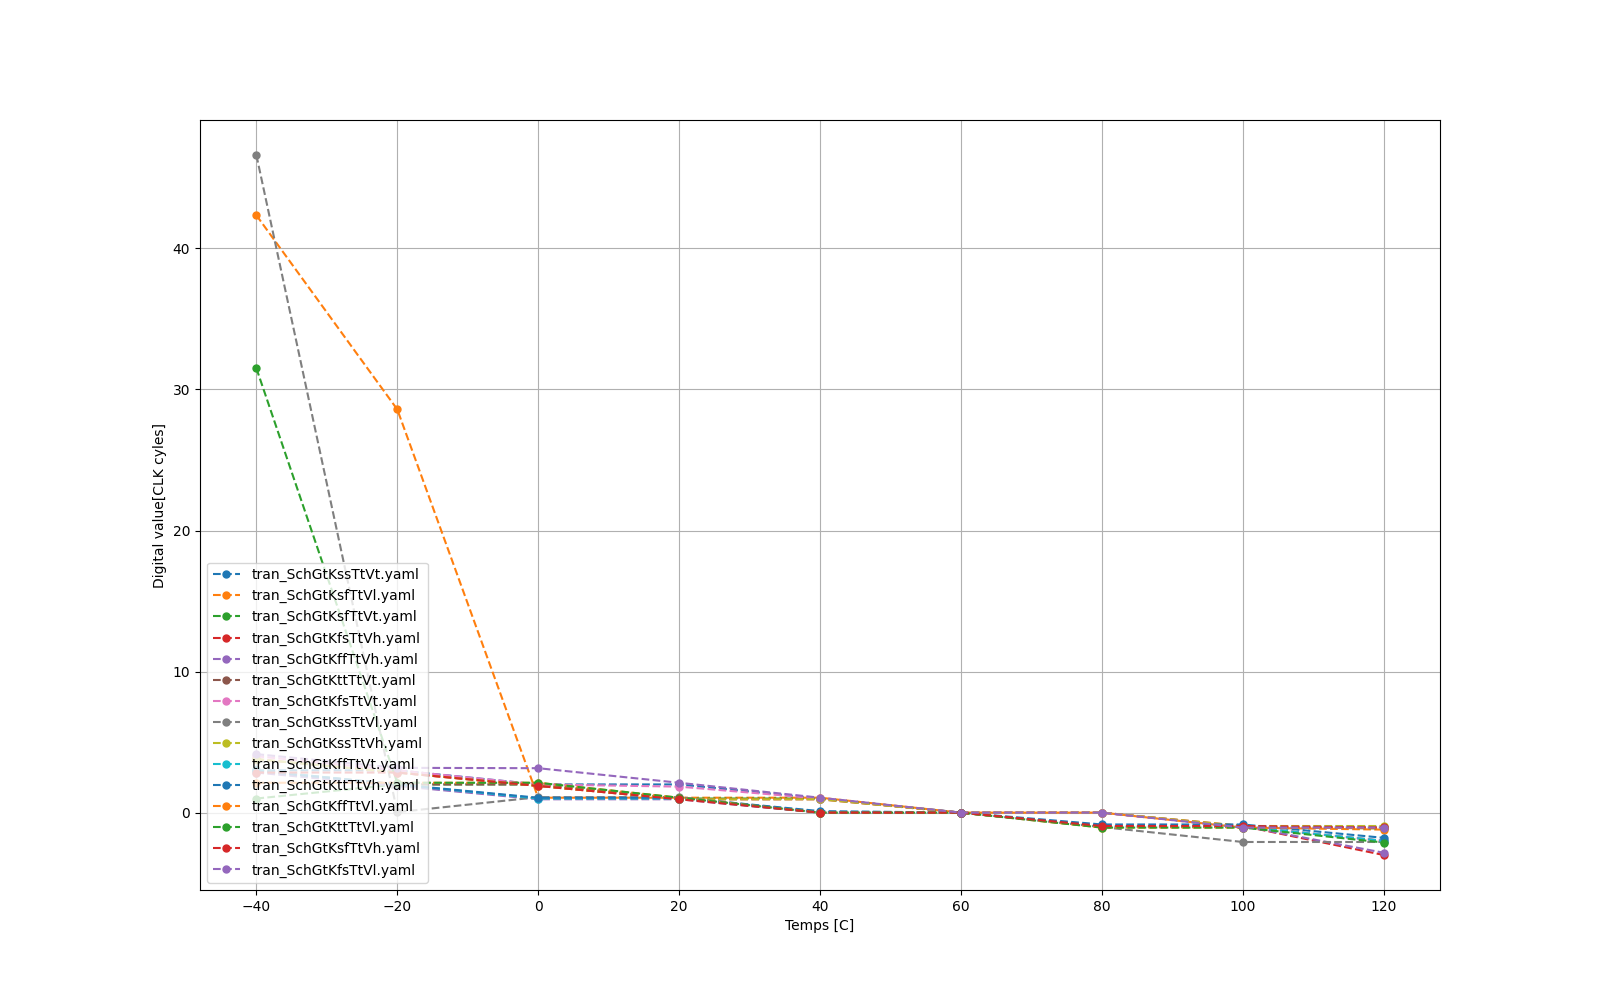 40
30
20
10
0
Digital value[CLK cyles]
tran_SchGtKssTtVt.yaml
tran_SchGtKsfTtVl.yaml
tran_SchGtKsfTtVt.yaml
tran_SchGtKfsTtVh.yaml
tran_SchGtKffTtVh.yaml
tran_SchGtKttTtVt.yaml
tran_SchGtKfsTtVt.yaml
tran_SchGtKssTtVl.yaml
tran_SchGtKssTtVh.yaml
tran_SchGtKffTtVt.yaml
tran_SchGtKttTtVh.yaml
tran_SchGtKffTtVl.yaml
tran_SchGtKttTtVl.yaml
tran_SchGtKsfTtVh.yaml
tran_SchGtKfsTtVl.yaml
−40 −20 0 20 40 60 80 100 120
Temps [C]